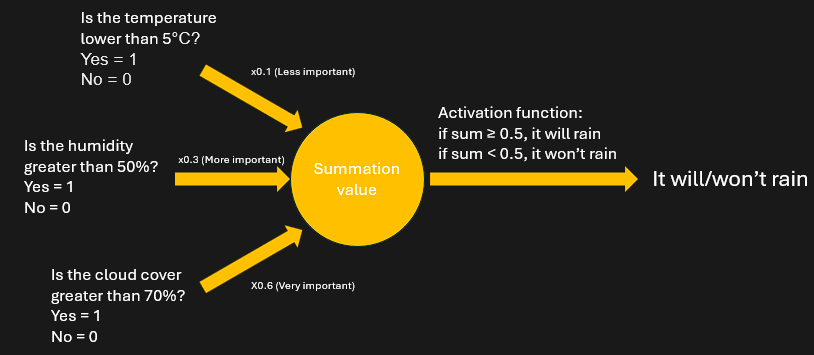 Is the temperature
lower than 5°C?
Yes = 1
No = 0
x0.1 (Less important)
Is the humidity
greater than 50%?
Yes = 1
No = 0
x0.3 (More important)
Is the cloud cover
greater than 70%?
Yes = 1
No = 0
X0.6 (Very important)
Summation
value
Activation function:
if sum ≥ 0.5, it will rain
if sum < 0.5, it won’t rain
It will/won’t rain